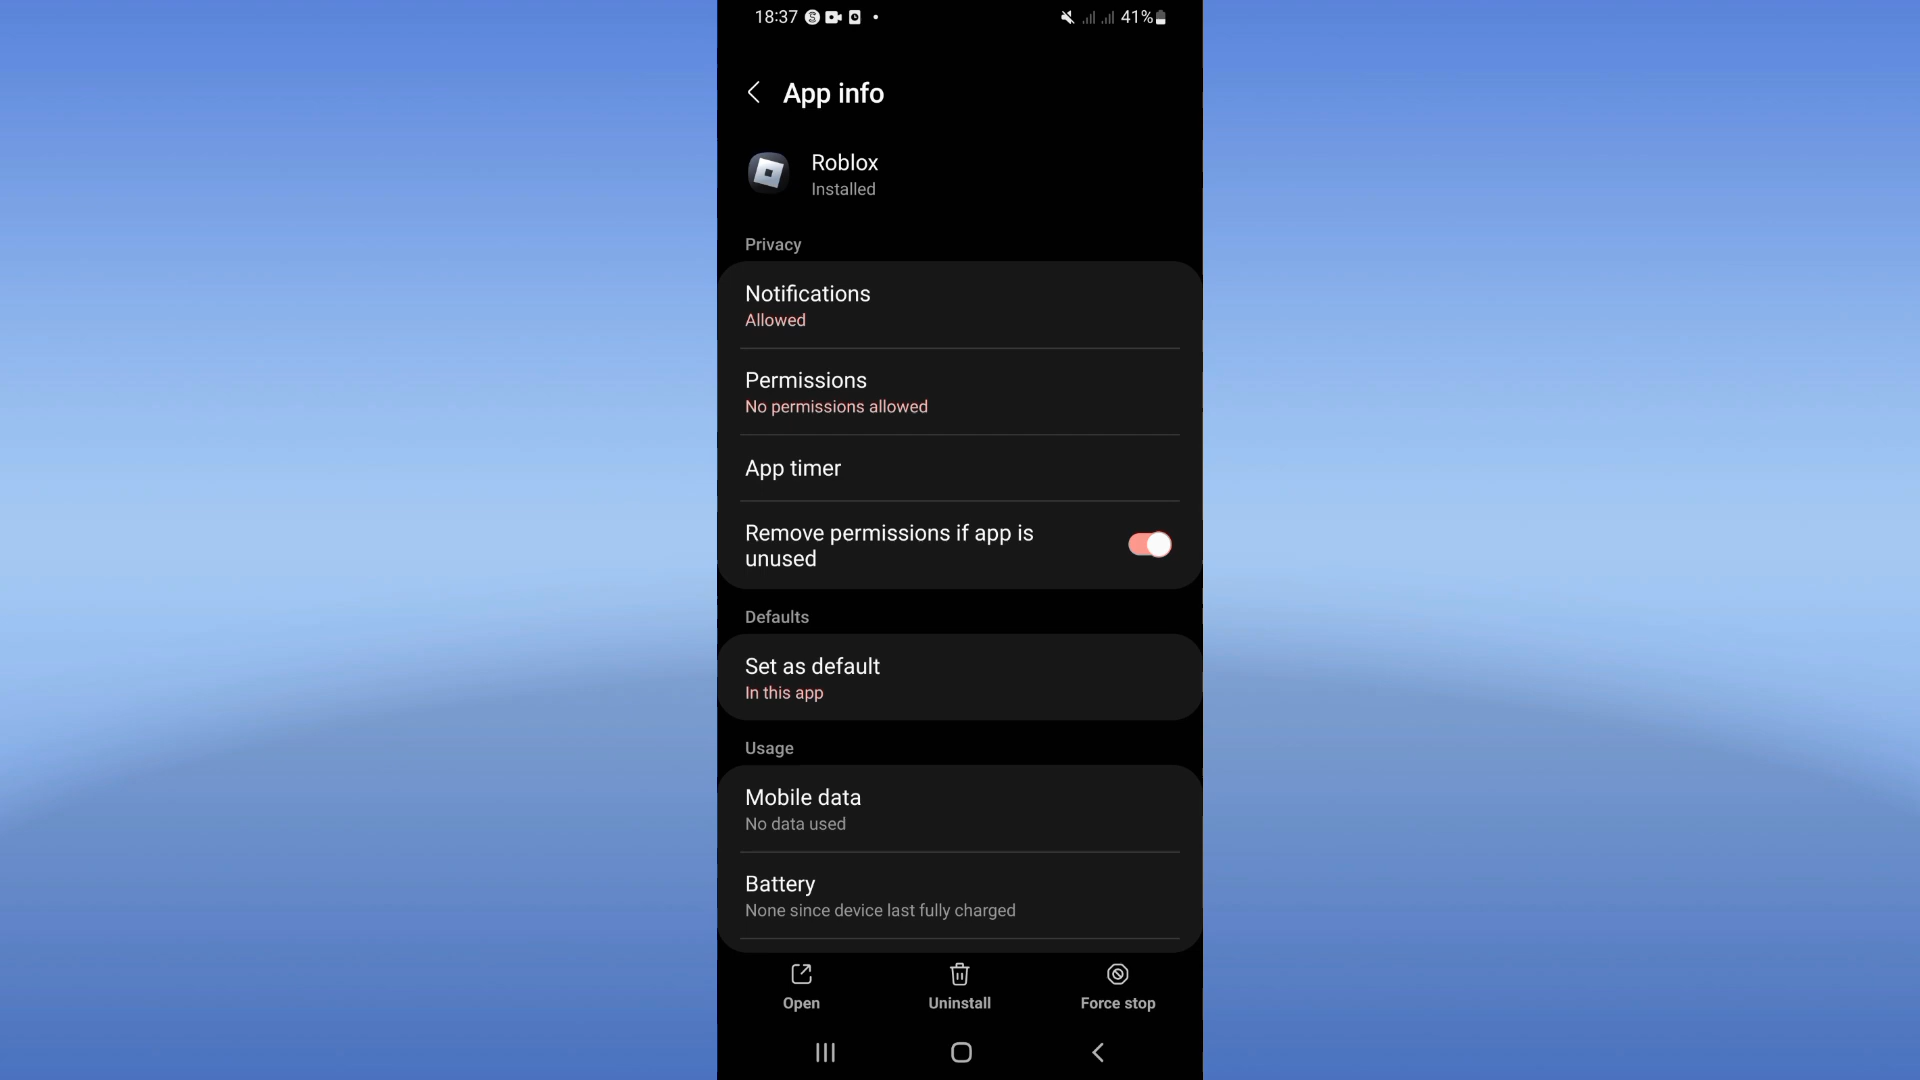 18:37 41%
App info
Roblox
Installed
Privacy
Notifications
Allowed
Permissions
No permissions allowed
App timer
Remove permissions if app is
unused
Defaults
Set as default
In this app
Usage
Mobile data
No data used
Battery
None since device last fully charged
Open Uninstall Force stop